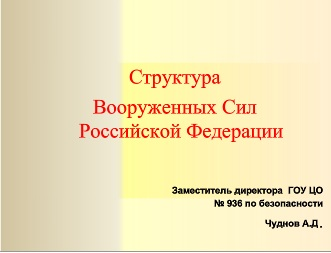 Структура
Вооруженных Сил
Российской Федерации
Заместитель директора ГОУ ЦО
№ 936 по безопасности
Чуднов А.Д.